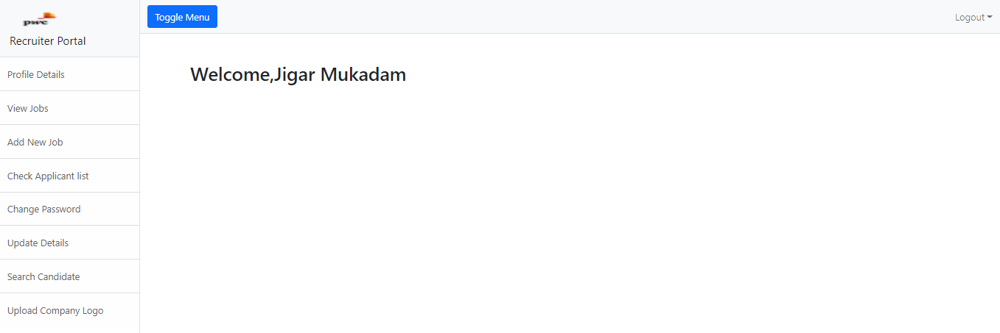 pwc
Recruiter Portal
Toggle Menu
Logout
Welcome,Jigar Mukadam
Profile Details
View Jobs
Add New Job
Check Applicant list
Change Password
Update Details
Search Candidate
Upload Company Logo